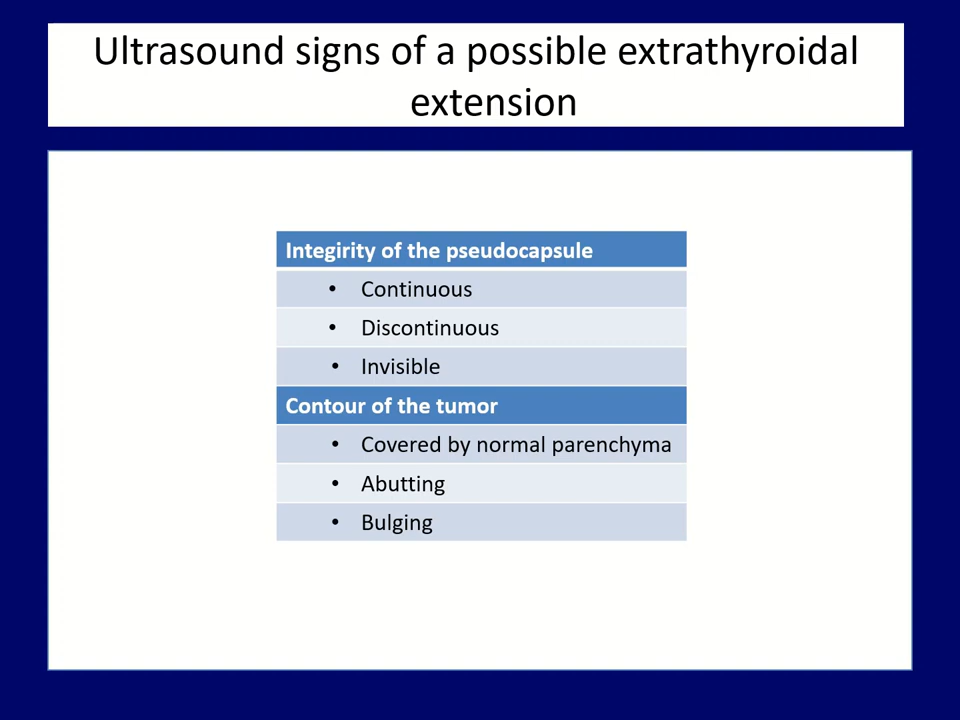 Ultrasound signs of a possible extrathyroidal
extension
Integirity of the pseudocapsule
• Continuous
• Discontinuous
• Invisible
Contour of the tumor
• Covered by normal parenchyma
• Abutting
• Bulging